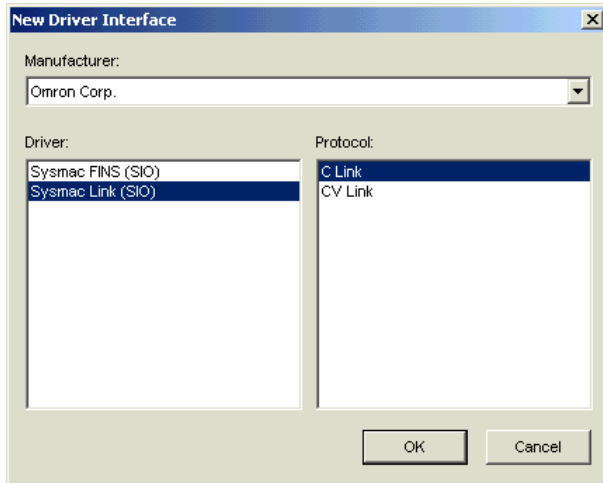 New Driver Interface
Manufacturer:
Omron Corp.
Driver:
Protocol:
Sysmac FINS (SIO)
Sysmac Link (SIO)
C Link
CV Link
OK
Cancel